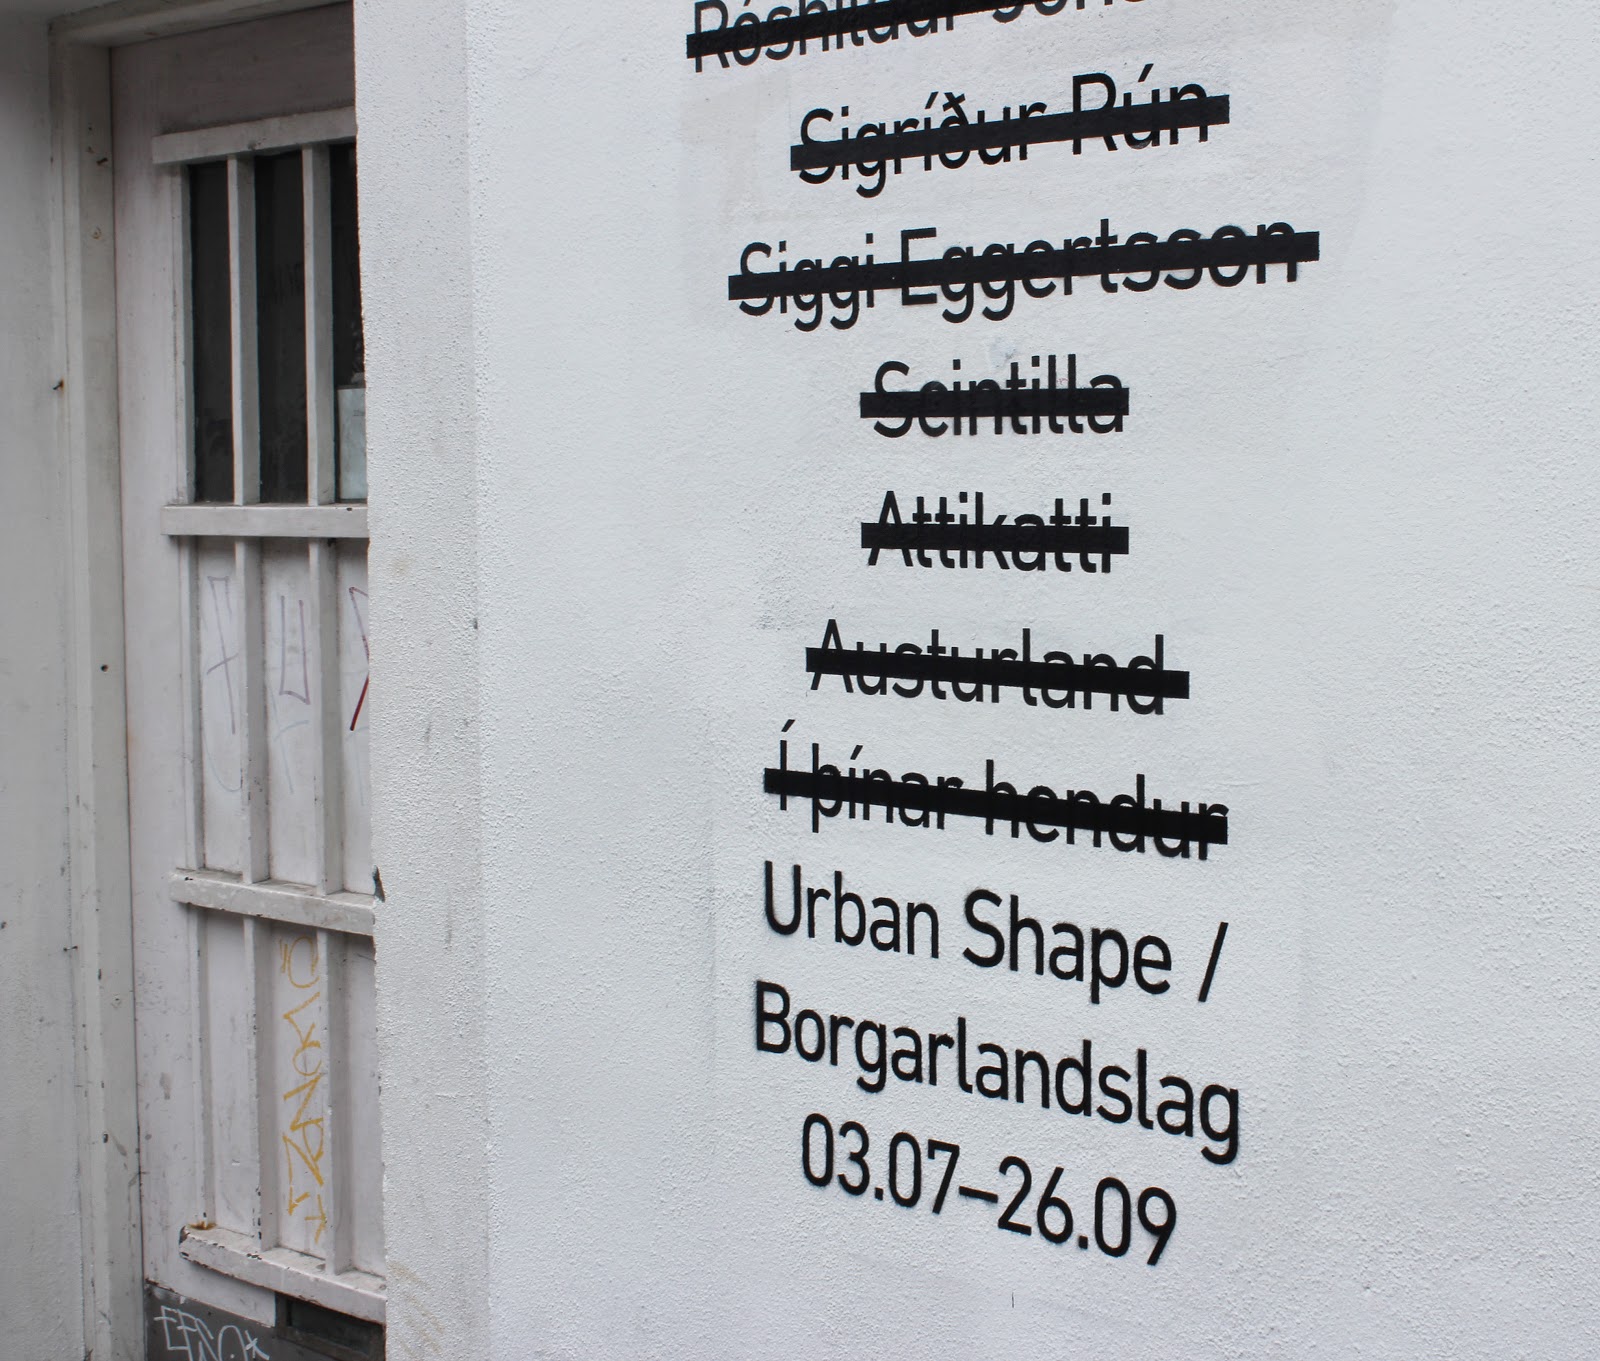 Sigríður Rún
Siggi Eggertsson
Scintilla
Attikatti
Austurland
Í þínar hendur
Urban Shape /
Borgarlandslag
03.07–26.09